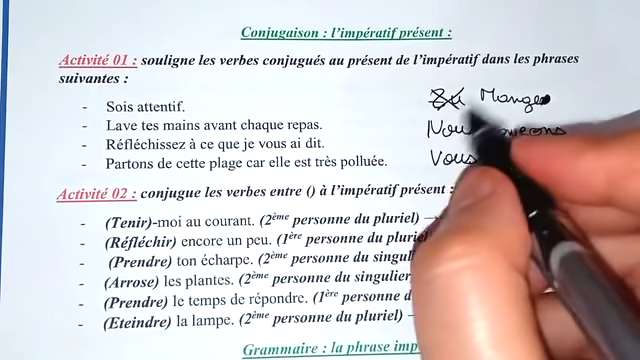 Conjugaison : l'impératif présent :
Activité 01 : souligne les verbes conjugués au présent de l'impératif dans les phrases
suivantes :
- Sois attentif.
- Lave tes mains avant chaque repas.
- Réfléchissez à ce que je vous ai dit.
- Partons de cette plage car elle est très polluée.
Mange
Nous
Vous
Activité 02 : conjugue les verbes entre () à l'impératif présent :
- (Tenir)-moi au courant. (2ème personne du pluriel) →
- (Réfléchir) encore un peu. (1ère personne du pluriel
- (Prendre) ton écharpe. (2ème personne du singul
- (Arrose) les plantes. (2ème personne du singulier,
- (Prendre) le temps de répondre. (1ère personne d
- (Eteindre) la lampe. (2ème personne du pluriel) -
Grammaire : la phrase imp